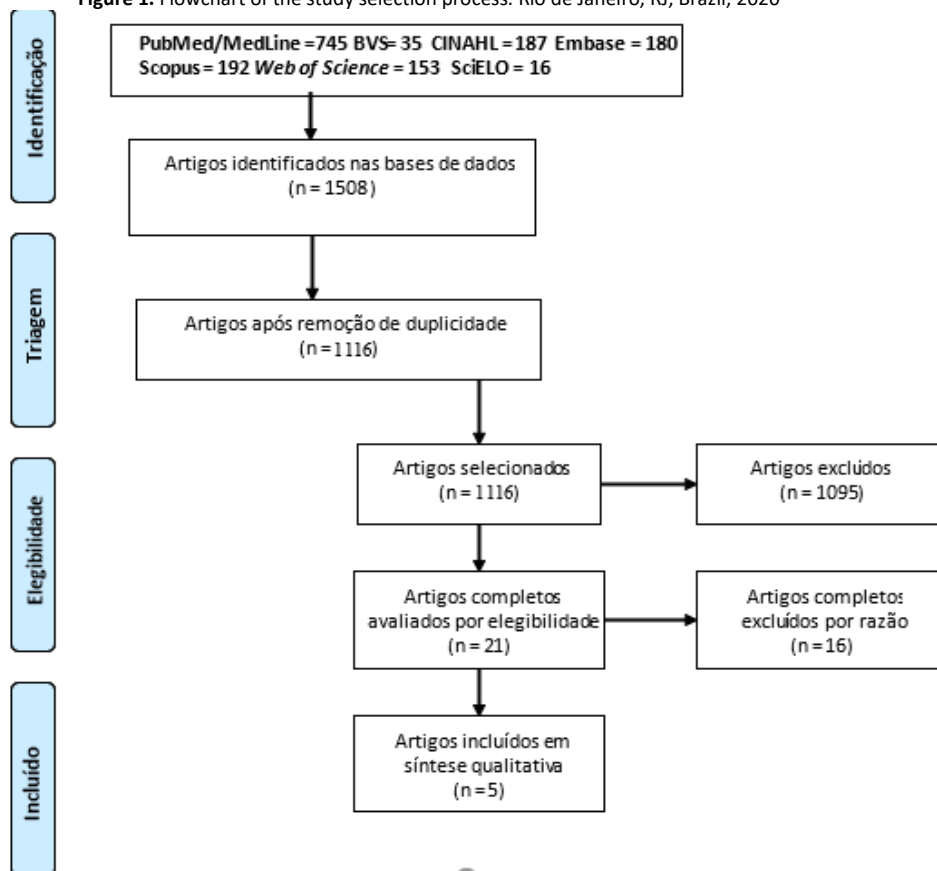 Figure 1. Flowchart of the study selection process. Rio de Janeiro, RJ, Brazil, 2020
Identificação
PubMed/MedLine =745 BVS= 35 CINAHL = 187 Embase = 180
Scopus = 192 Web of Science = 153 SciELO = 16
Artigos identificados nas bases de dados
(n = 1508)
Triagem
Artigos após remoção de duplicidade
(n = 1116)
Elegibilidade
Artigos selecionados
(n = 1116)
Artigos excluídos
(n = 1095)
Artigos completos
avaliados por elegibilidade
(n = 21)
Artigos completos
excluídos por razão
(n = 16)
Incluído
Artigos incluídos em
síntese qualitativa
(n = 5)